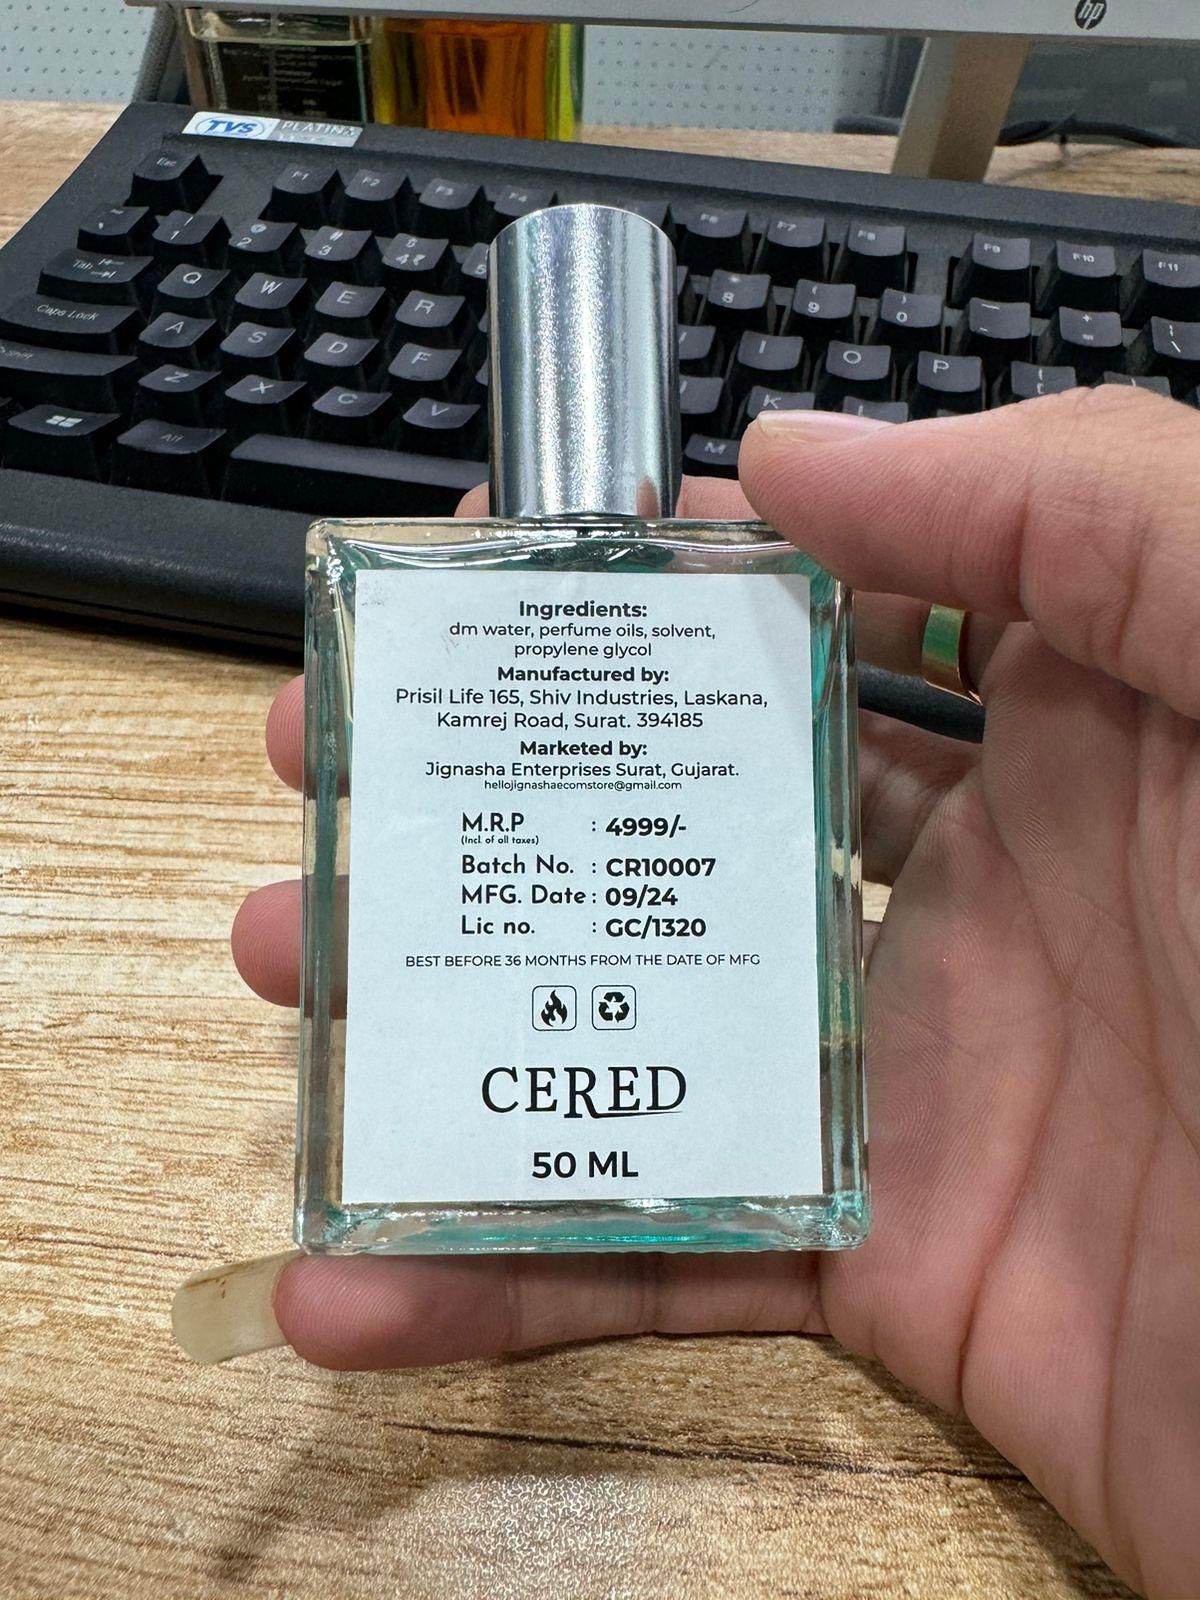 hp
TVS PLATINA
Esc F1 F2 F3 F4 F6 F7 F8 F9 F10 F11
Tab Q W E R I O P
Caps Lock A S D F K
Z X C V M
Alt
Ingredients:
dm water, perfume oils, solvent,
propylene glycol
Manufactured by:
Prisil Life 165, Shiv Industries, Laskana,
Kamrej Road, Surat. 394185
Marketed by:
Jignasha Enterprises Surat, Gujarat.
hellojignashaecomstore@gmail.com
M.R.P : 4999/-
(Incl. of all taxes)
Batch No. : CR10007
MFG. Date : 09/24
Lic no. : GC/1320
BEST BEFORE 36 MONTHS FROM THE DATE OF MFG
CERED
50 ML